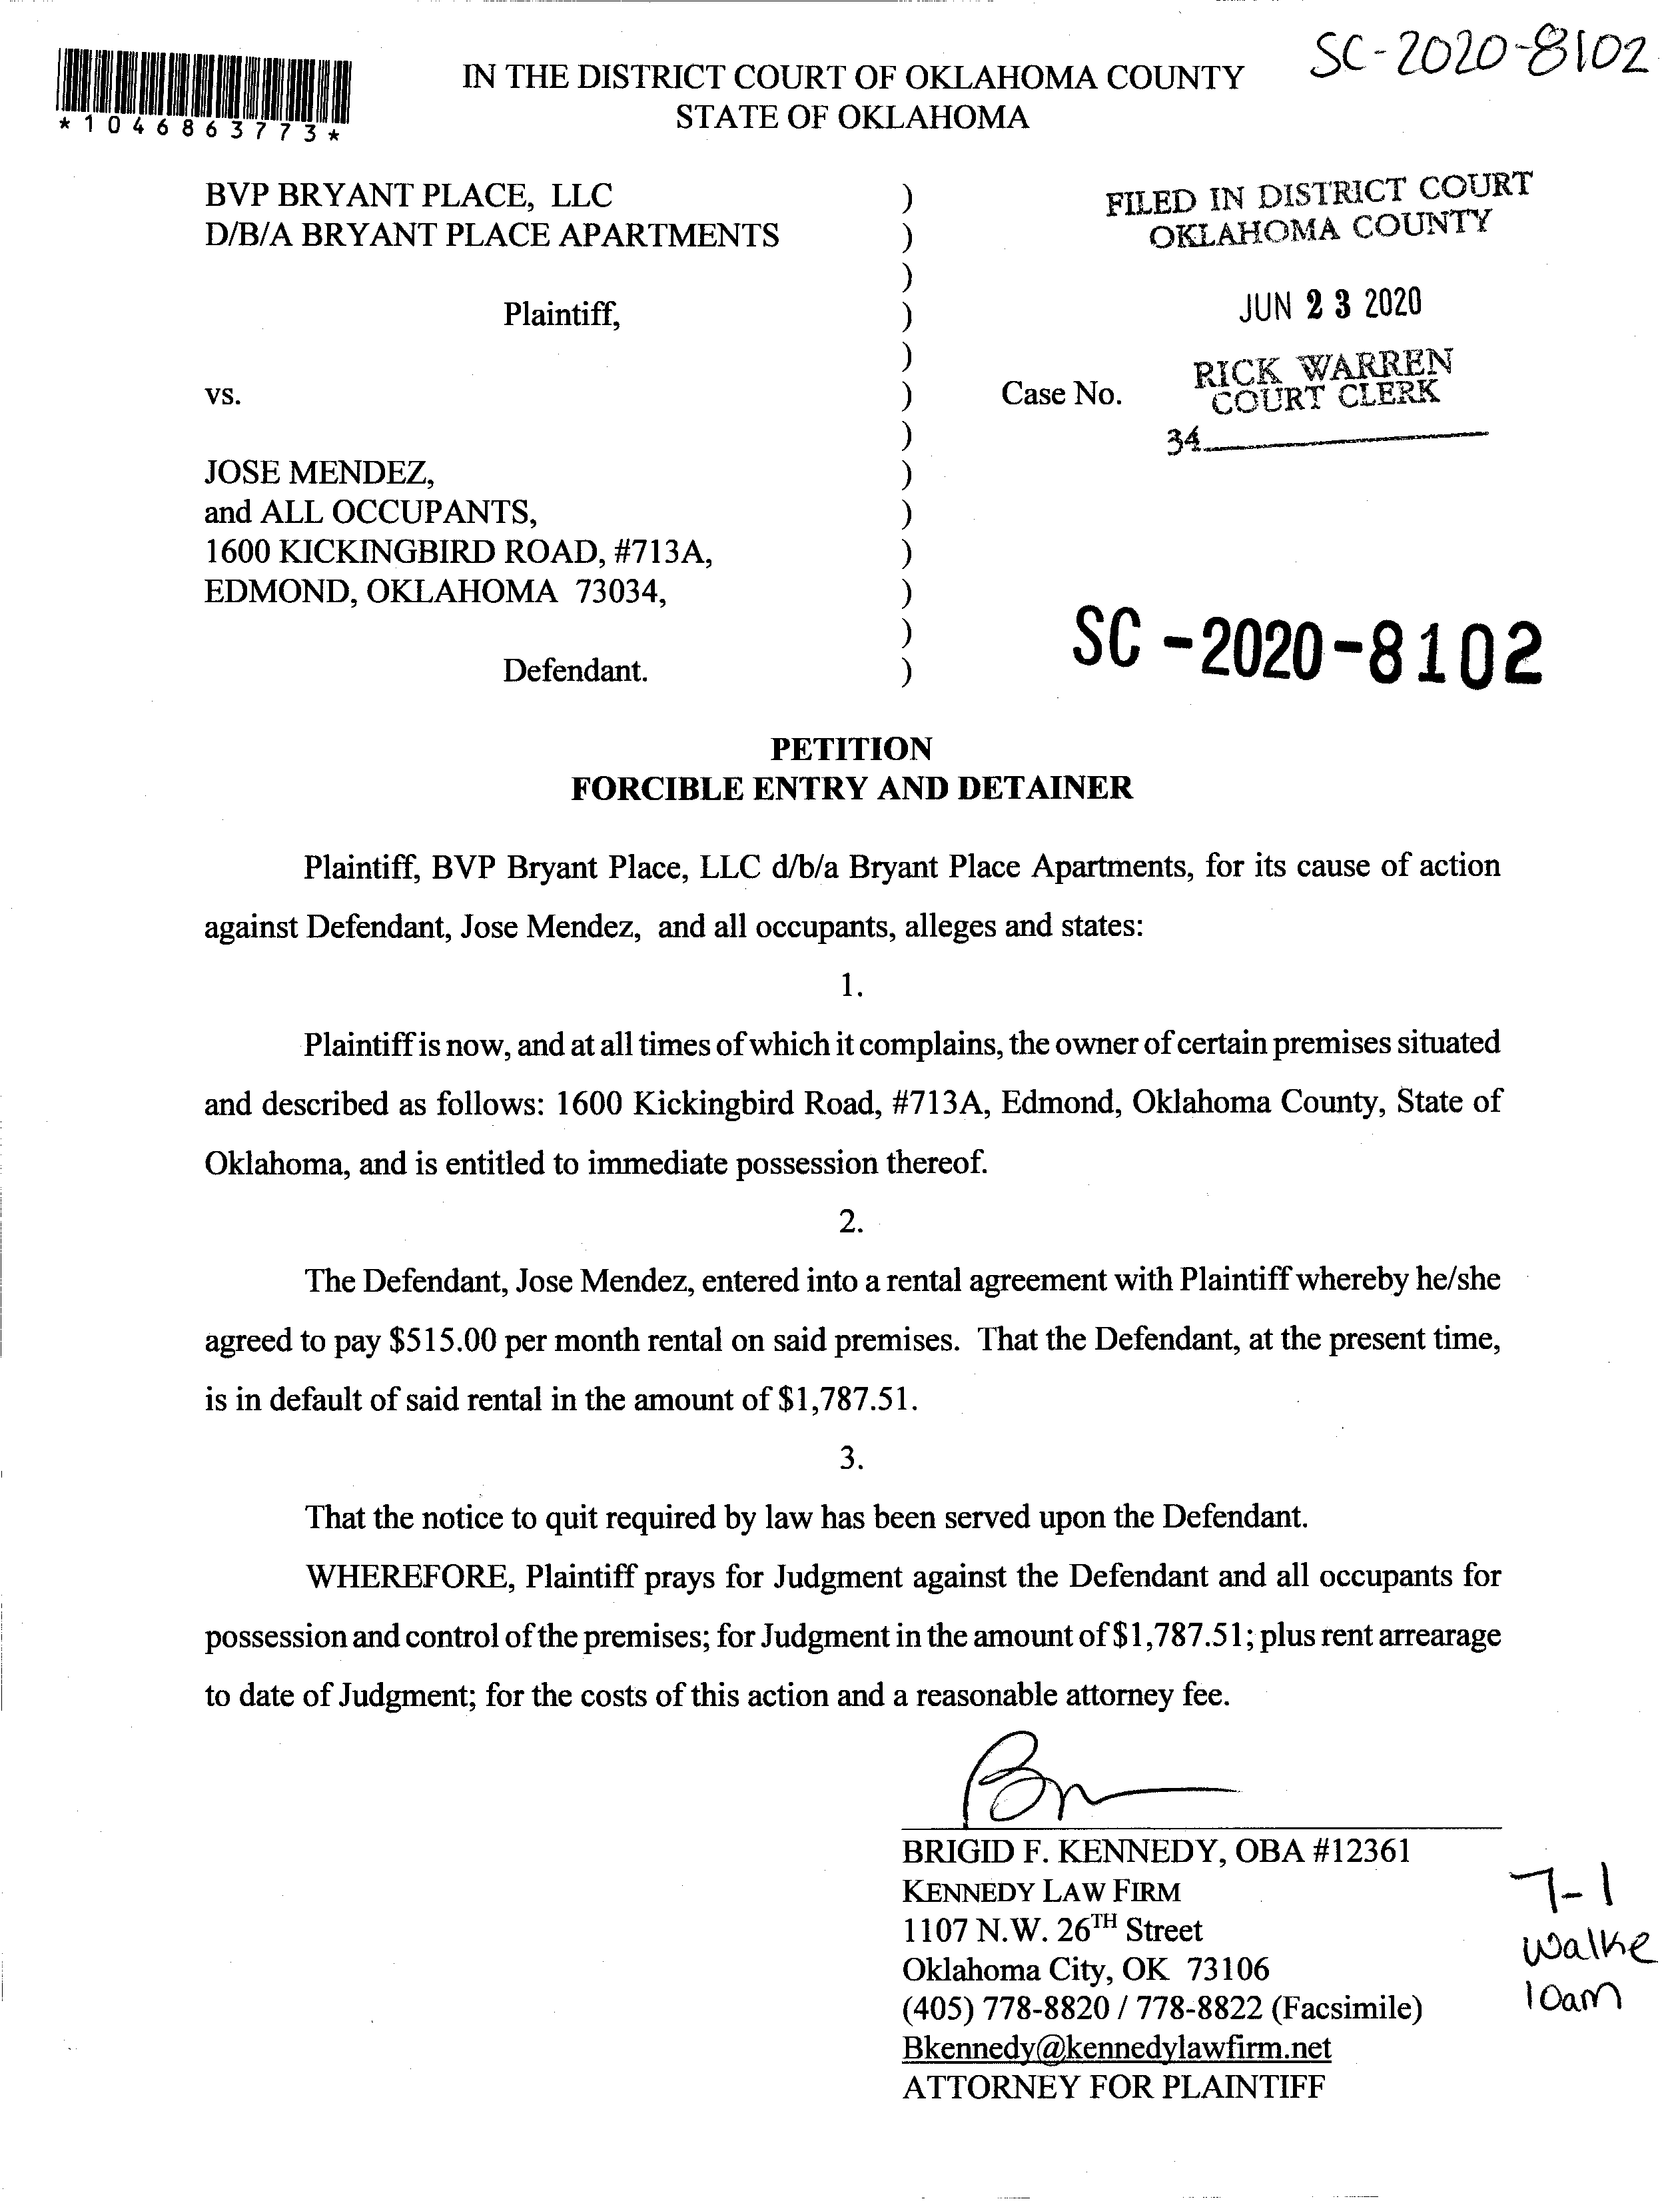 SC-2020-8102
*1046863773*
IN THE DISTRICT COURT OF OKLAHOMA COUNTY
STATE OF OKLAHOMA
BVP BRYANT PLACE, LLC )
D/B/A BRYANT PLACE APARTMENTS )
)
Plaintiff, )
)
vs. ) Case No.
)
JOSE MENDEZ, )
and ALL OCCUPANTS, )
1600 KICKINGBIRD ROAD, #713A, )
EDMOND, OKLAHOMA 73034, )
)
Defendant. )
FILED IN DISTRICT COURT
OKLAHOMA COUNTY
JUN 23 2020
RICK WARREN
COURT CLERK
34
SC-2020-8102
PETITION
FORCIBLE ENTRY AND DETAINER
Plaintiff, BVP Bryant Place, LLC d/b/a Bryant Place Apartments, for its cause of action
against Defendant, Jose Mendez, and all occupants, alleges and states:
1.
Plaintiff is now, and at all times of which it complains, the owner of certain premises situated
and described as follows: 1600 Kickingbird Road, #713A, Edmond, Oklahoma County, State of
Oklahoma, and is entitled to immediate possession thereof.
2.
The Defendant, Jose Mendez, entered into a rental agreement with Plaintiff whereby he/she
agreed to pay $515.00 per month rental on said premises. That the Defendant, at the present time,
is in default of said rental in the amount of $1,787.51.
3.
That the notice to quit required by law has been served upon the Defendant.
WHEREFORE, Plaintiff prays for Judgment against the Defendant and all occupants for
possession and control of the premises; for Judgment in the amount of $1,787.51; plus rent arrearage
to date of Judgment; for the costs of this action and a reasonable attorney fee.
BRIGID F. KENNEDY, OBA #12361
KENNEDY LAW FIRM
1107 N.W. 26TH Street
Oklahoma City, OK 73106
(405) 778-8820 / 778-8822 (Facsimile)
Bkennedy@kennedylawfirm.net
ATTORNEY FOR PLAINTIFF
7-1
Walke
10am